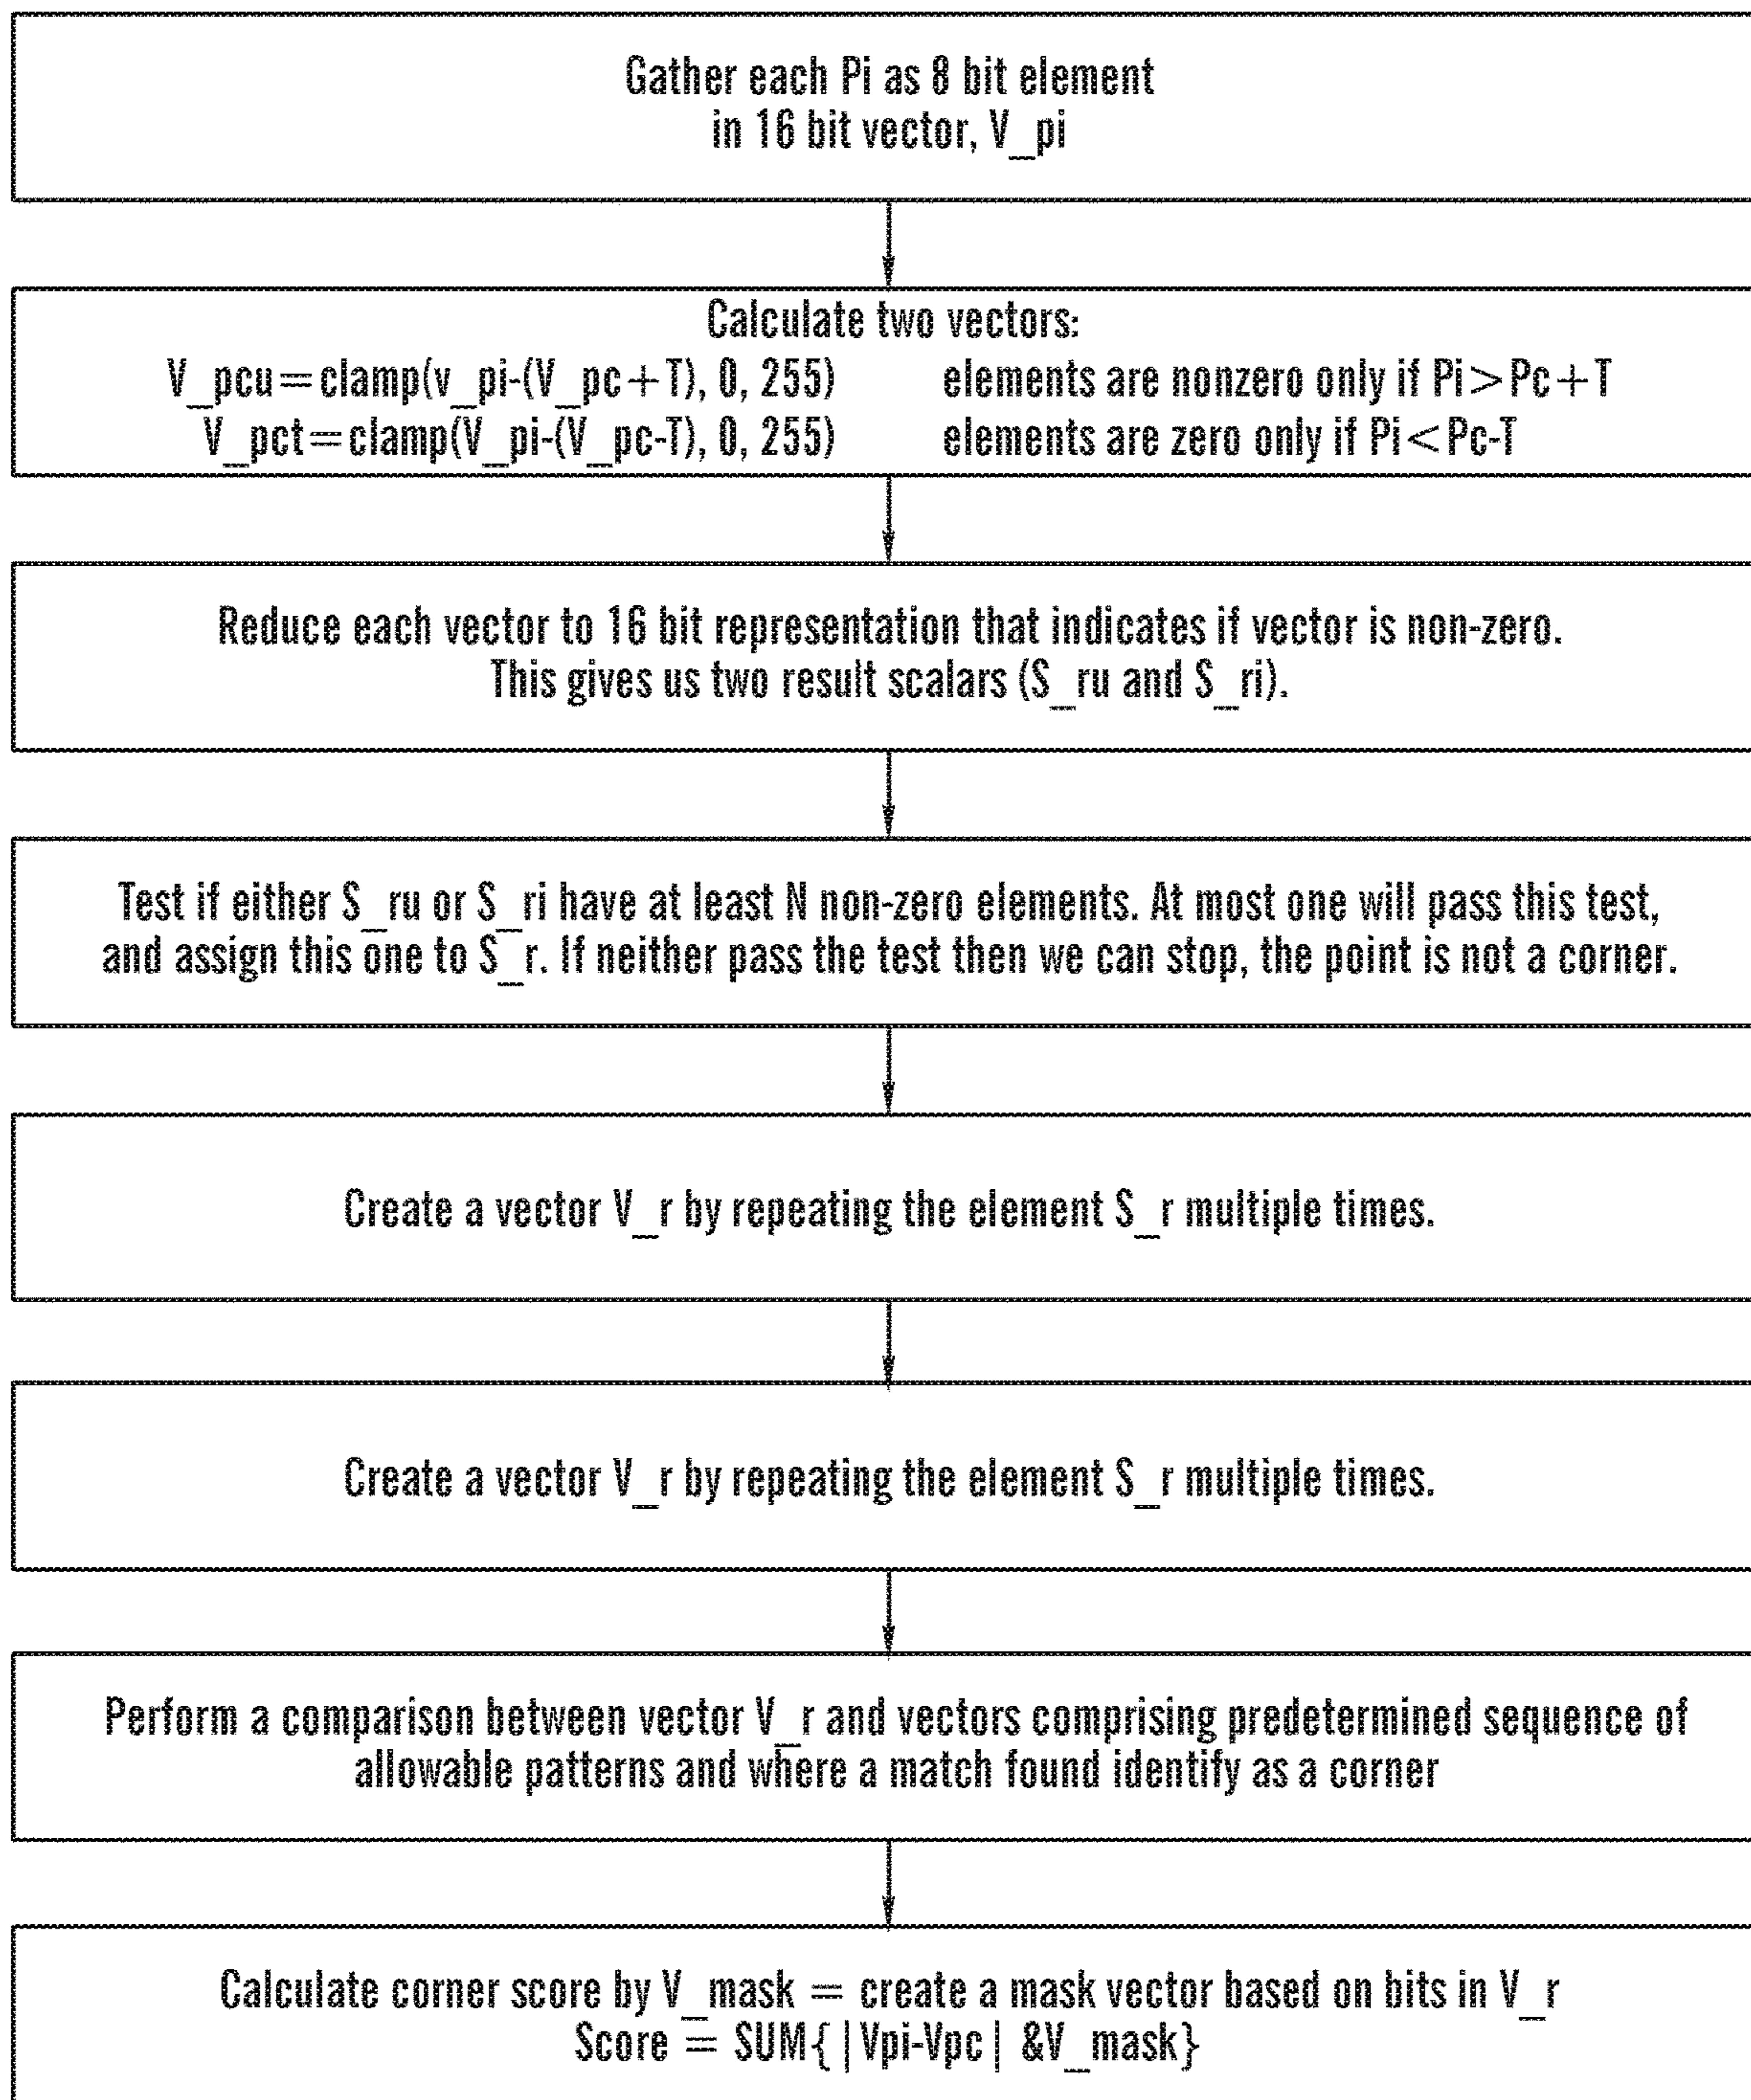 Gather each Pi as 8 bit element
in 16 bit vector, V_pi
Calculate two vectors:
V_pcu=clamp(v_pi-(V_pc+T), 0, 255) elements are nonzero only if Pi>Pc+T
V_pct=clamp(V_pi-(V_pc-T), 0, 255) elements are zero only if Pi<Pc-T
Reduce each vector to 16 bit representation that indicates if vector is non-zero.
This gives us two result scalars (S_ru and S_ri).
Test if either S_ru or S_ri have at least N non-zero elements. At most one will pass this test,
and assign this one to S_r. If neither pass the test then we can stop, the point is not a corner.
Create a vector V_r by repeating the element S_r multiple times.
Create a vector V_r by repeating the element S_r multiple times.
Perform a comparison between vector V_r and vectors comprising predetermined sequence of
allowable patterns and where a match found identify as a corner
Calculate corner score by V_mask = create a mask vector based on bits in V_r
Score = SUM{|Vpi-Vpc| &V_mask}